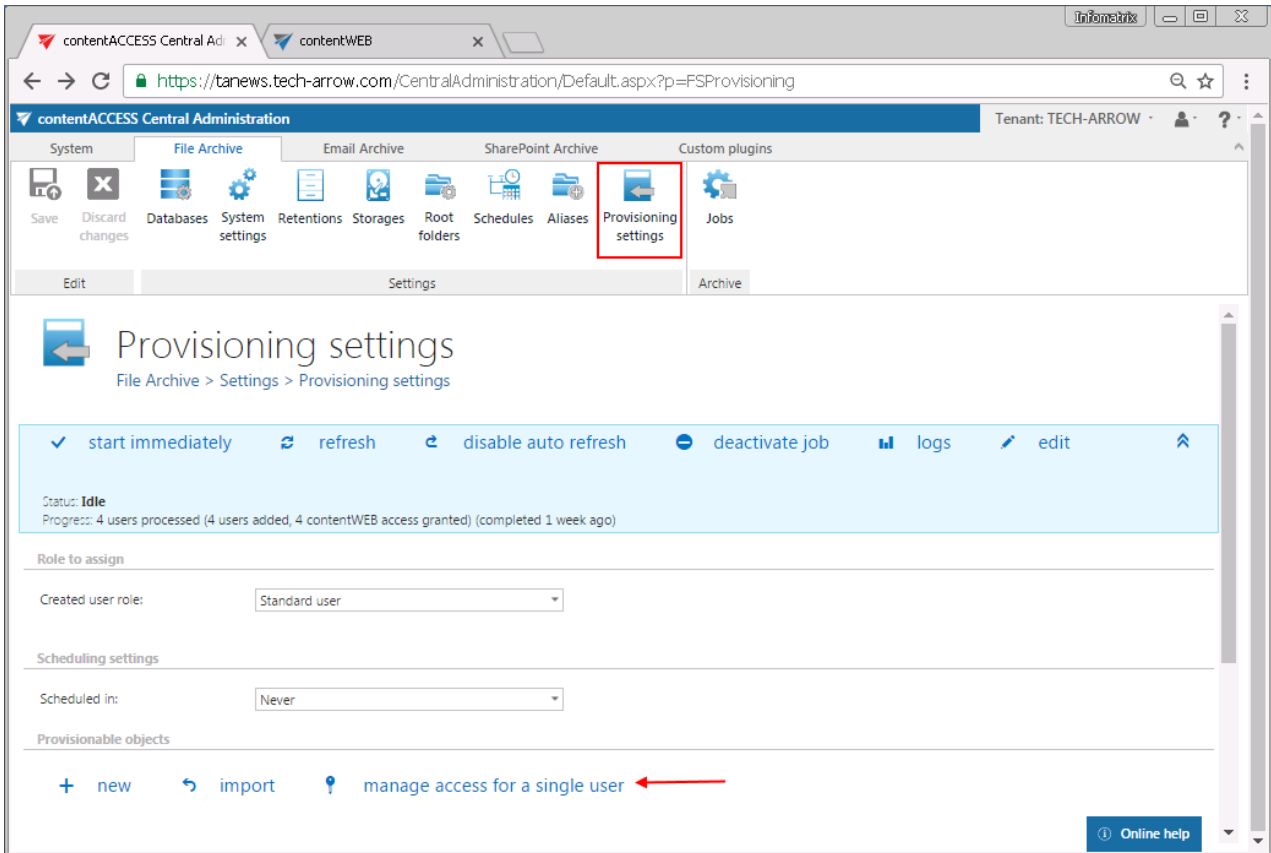 Infomatrix
contentACCESS Central Adı
contentWEB
https://tanews.tech-arrow.com/CentralAdministration/Default.aspx?p=FSProvisioning
contentACCESS Central Administration
Tenant: TECH-ARROW
?
System File Archive Email Archive SharePoint Archive Custom plugins
Save Discard changes Databases System settings Retentions Storages Root folders Schedules Aliases Provisioning settings Jobs
Edit Settings Archive
Provisioning settings
File Archive > Settings > Provisioning settings
start immediately refresh disable auto refresh deactivate job logs edit
Status: Idle
Progress: 4 users processed (4 users added, 4 contentWEB access granted) (completed 1 week ago)
Role to assign
Created user role: Standard user
Scheduling settings
Scheduled in: Never
Provisionable objects
+ new import manage access for a single user
Online help